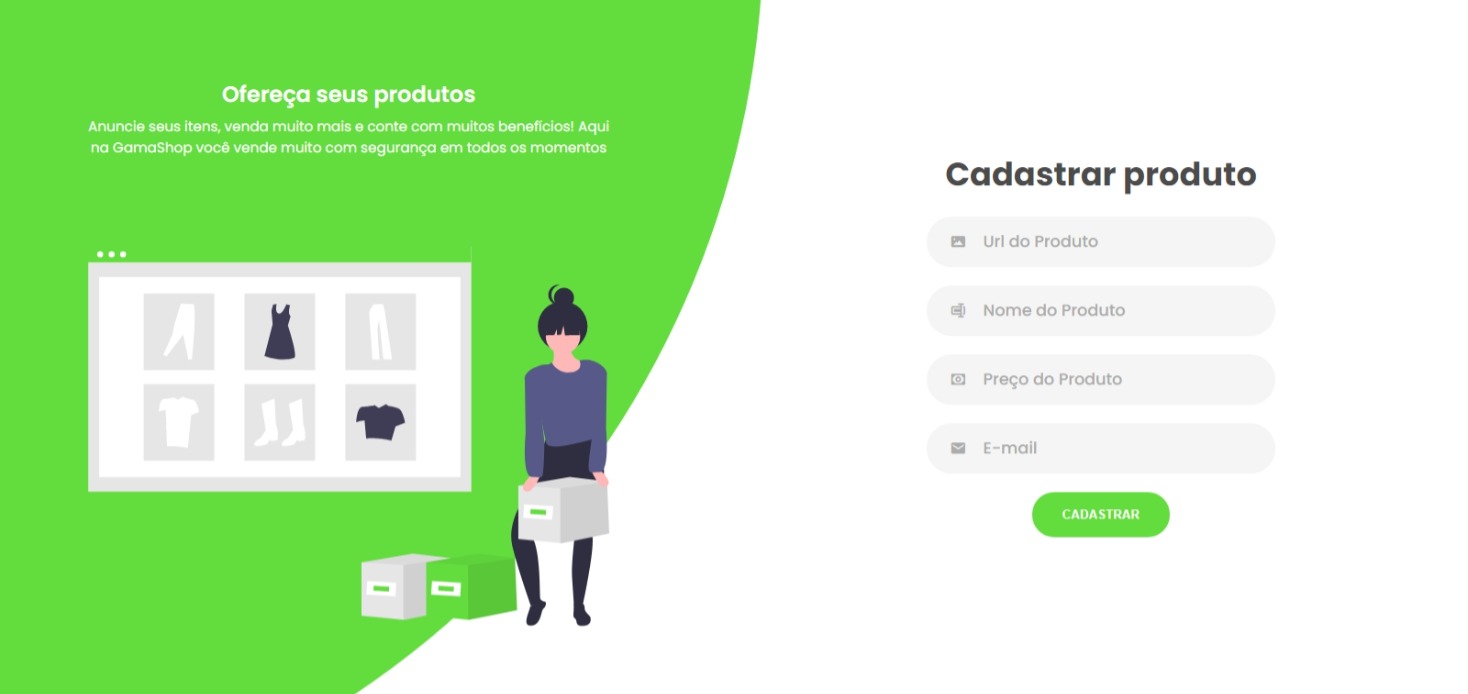 Ofereça seus produtos
Anuncie seus itens, venda muito mais e conte com muitos benefícios! Aqui
na GamaShop você vende muito com segurança em todos os momentos
Cadastrar produto
Url do Produto
Nome do Produto
Preço do Produto
E-mail
CADASTRAR